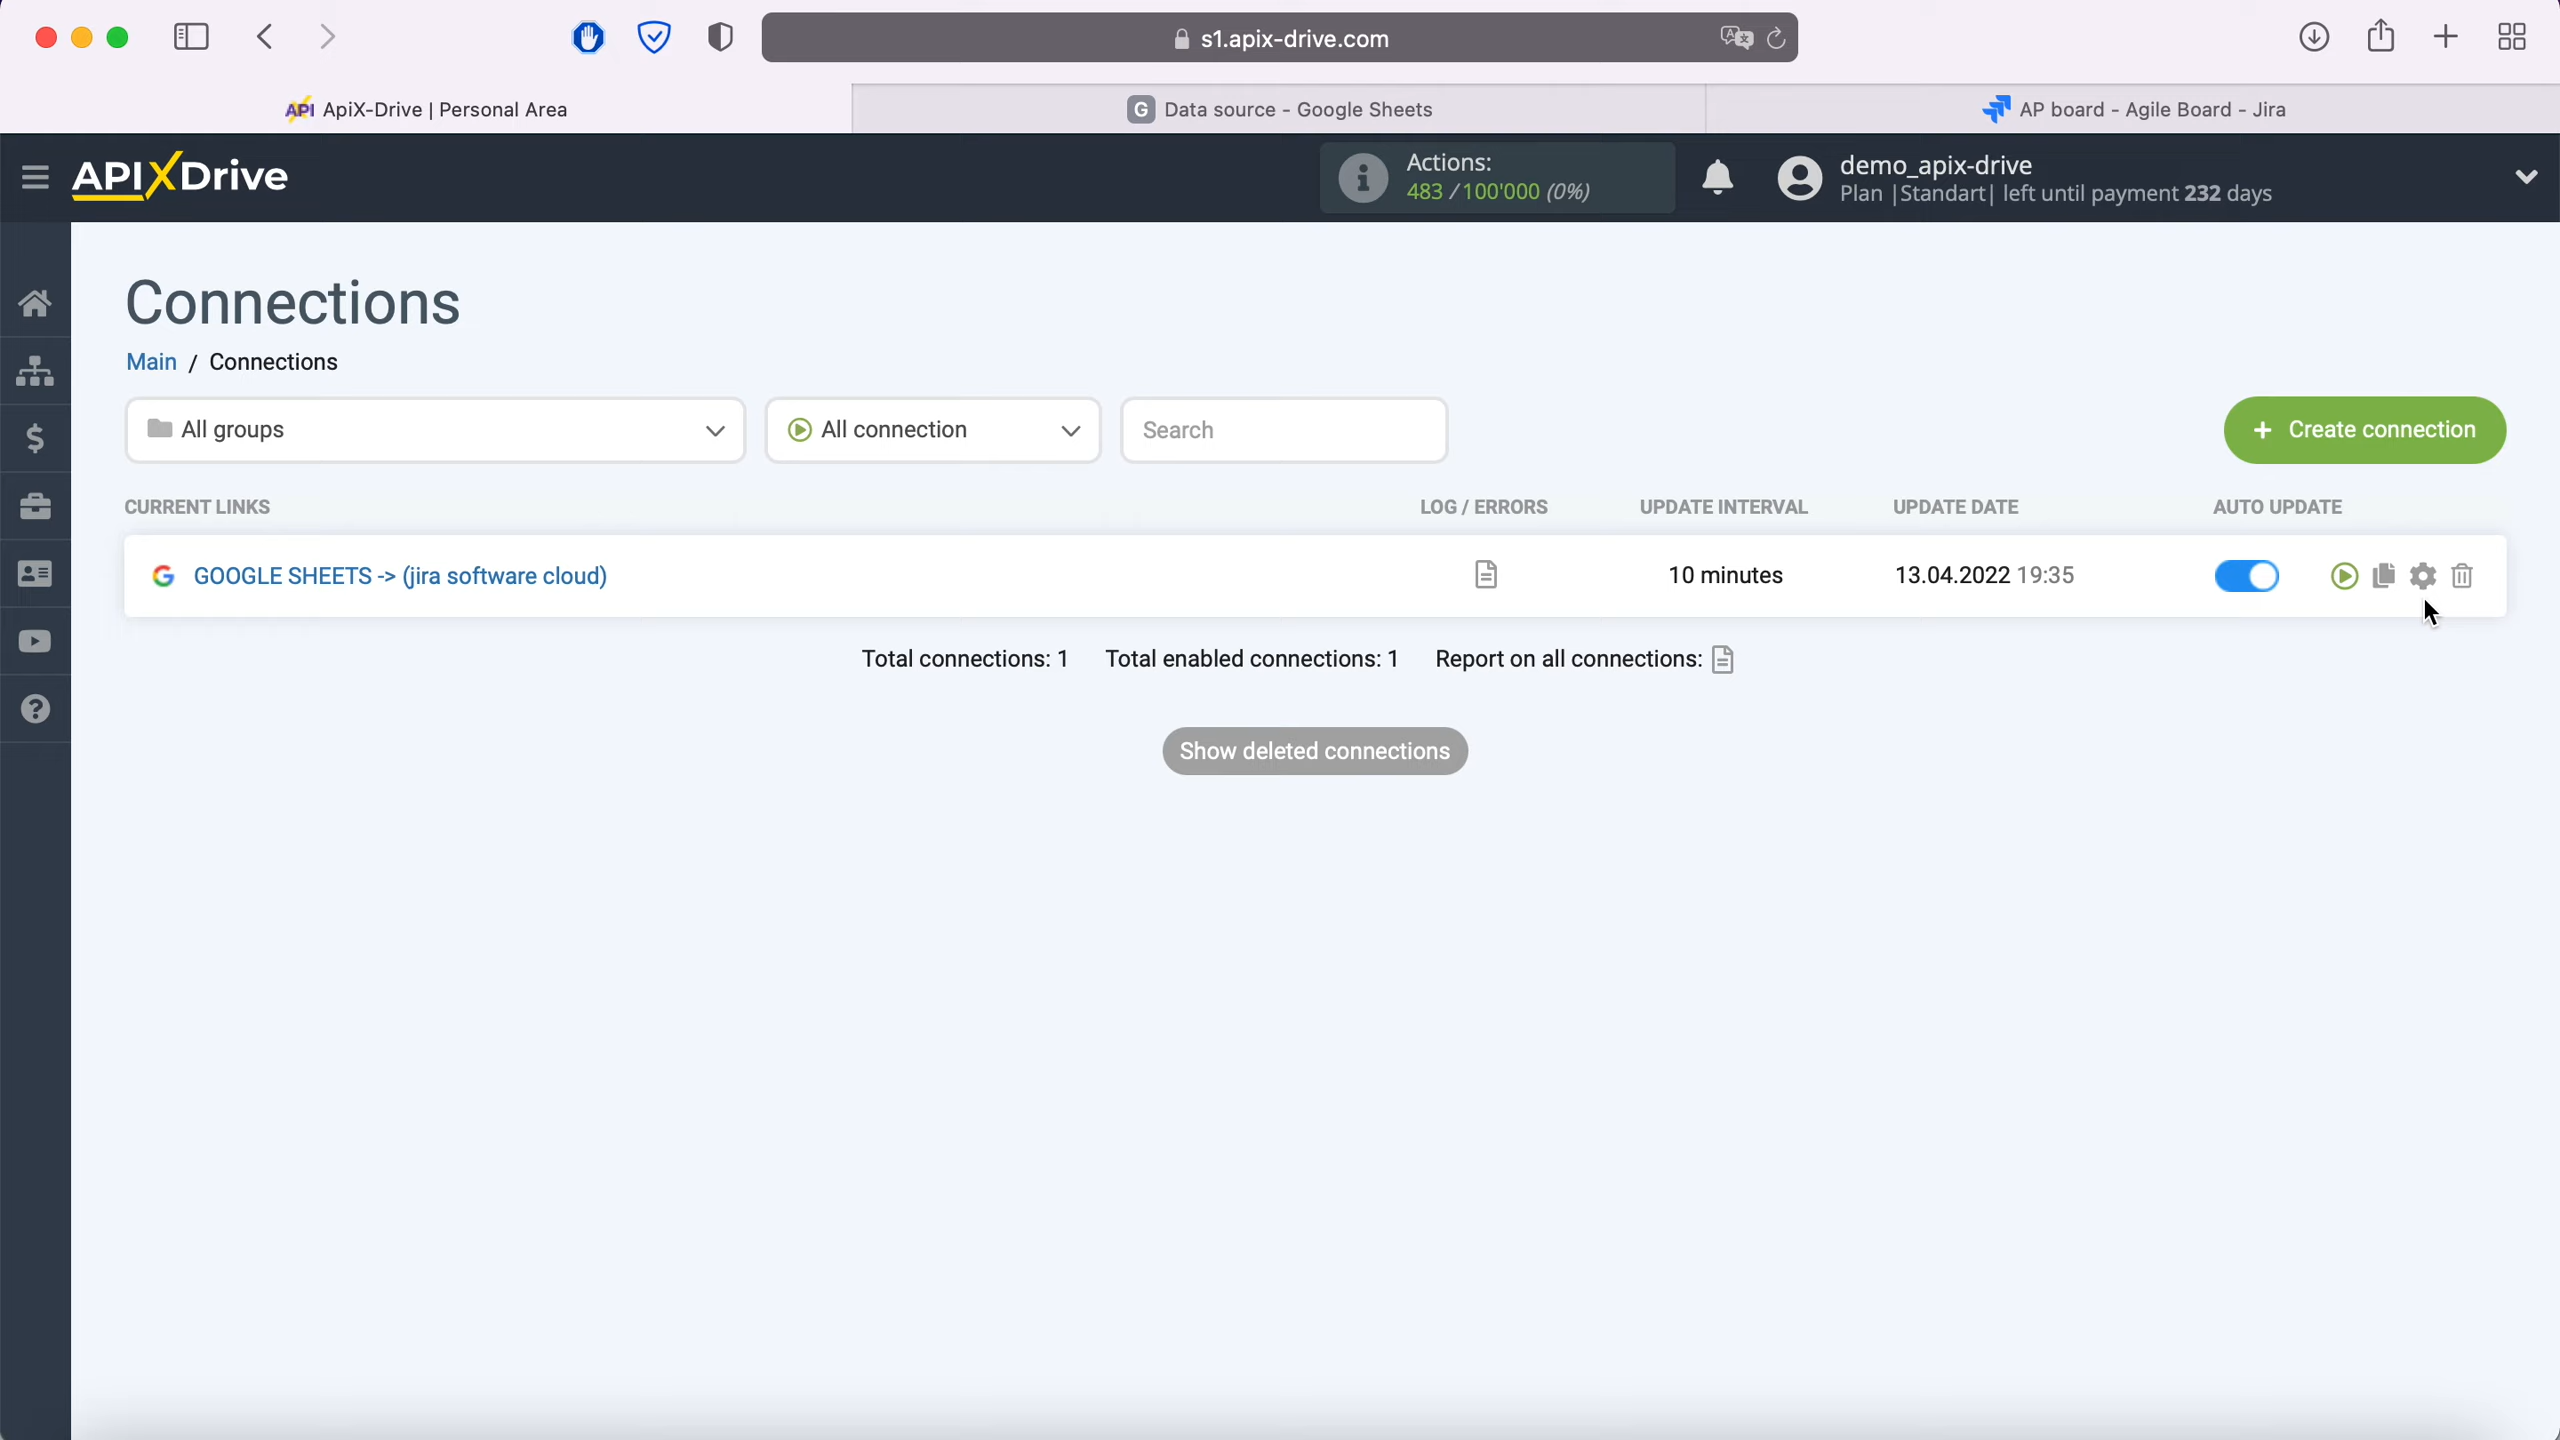 s1.apix-drive.com
API ApiX-Drive | Personal Area
G Data source - Google Sheets
AP board - Agile Board - Jira
APIXDrive
Actions:
483 /100'000 (0%)
demo_apix-drive
Plan |Standart| left until payment 232 days
Connections
Main / Connections
All groups
All connection
Search
+ Create connection
CURRENT LINKS
LOG / ERRORS
UPDATE INTERVAL
UPDATE DATE
AUTO UPDATE
G GOOGLE SHEETS -> (jira software cloud)
10 minutes
13.04.2022 19:35
Total connections: 1
Total enabled connections: 1
Report on all connections:
Show deleted connections